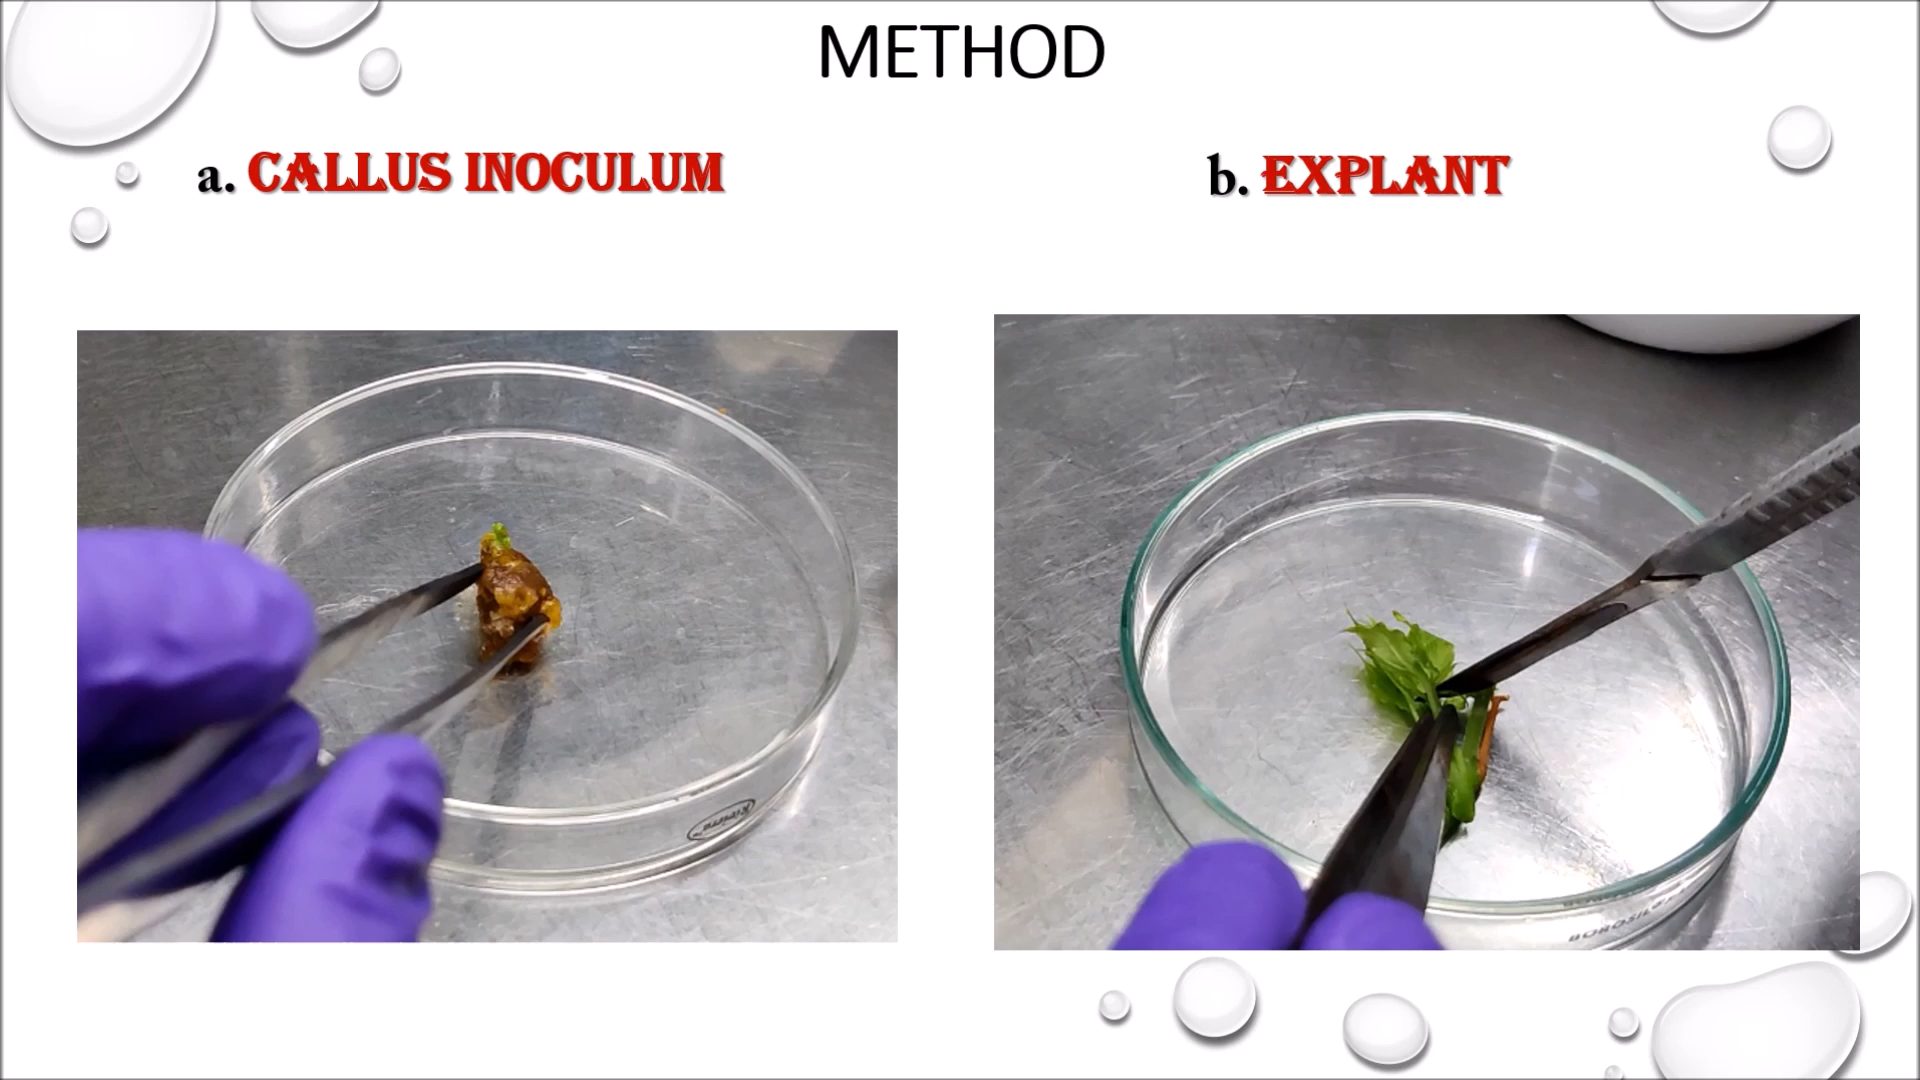 METHOD
a. CALLUS INOCULUM
b. EXPLANT